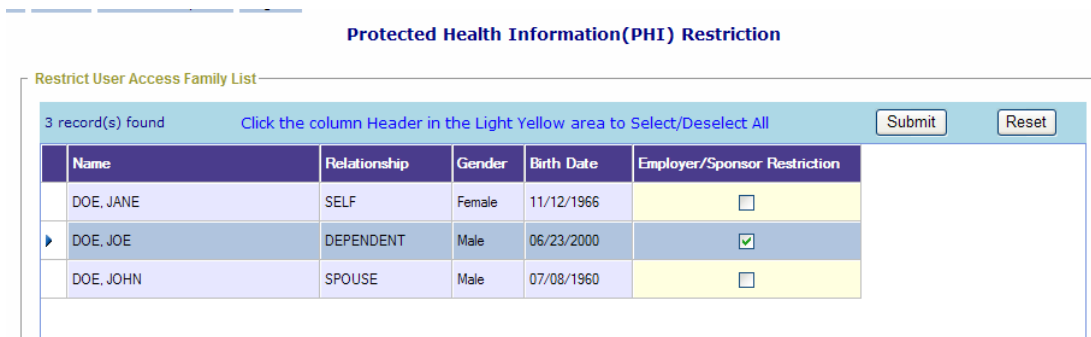 Protected Health Information(PHI) Restriction
Restrict User Access Family List
3 record(s) found Click the column Header in the Light Yellow area to Select/Deselect All Submit Reset
Name Relationship Gender Birth Date Employer/Sponsor Restriction
DOE, JANE SELF Female 11/12/1966
DOE, JOE DEPENDENT Male 06/23/2000
DOE, JOHN SPOUSE Male 07/08/1960